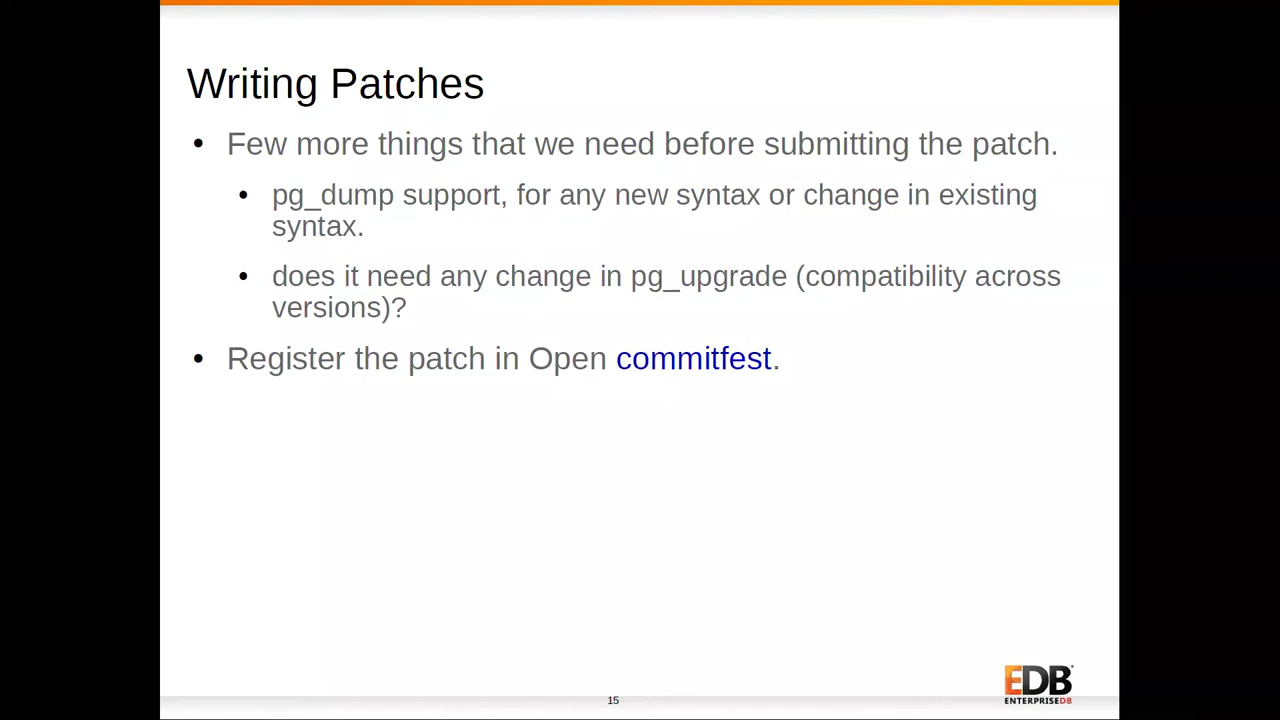 Writing Patches
• Few more things that we need before submitting the patch.
• pg_dump support, for any new syntax or change in existing
syntax.
• does it need any change in pg_upgrade (compatibility across
versions)?
• Register the patch in Open commitfest.
EDB
ENTERPRISEDB
15